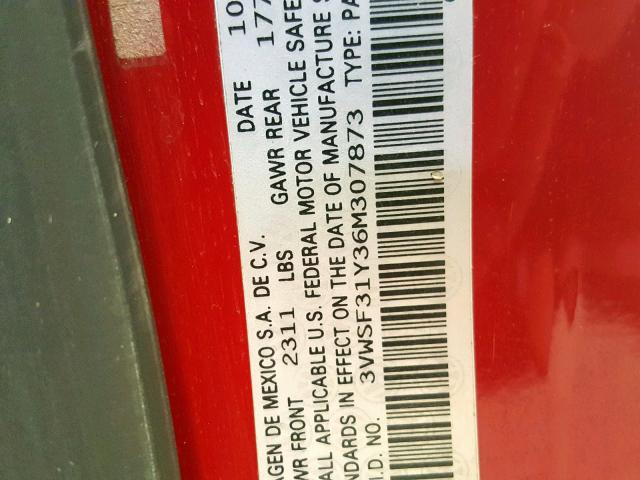 AGEN DE MEXICO S.A. DE C.V. DATE 10
WR FRONT GAWR REAR 177
2311 LBS
ALL APPLICABLE U.S. FEDERAL MOTOR VEHICLE SAFE
NDARDS IN EFFECT ON THE DATE OF MANUFACTURE S
I.D. NO. 3VWSF31Y36M307873 TYPE: PA